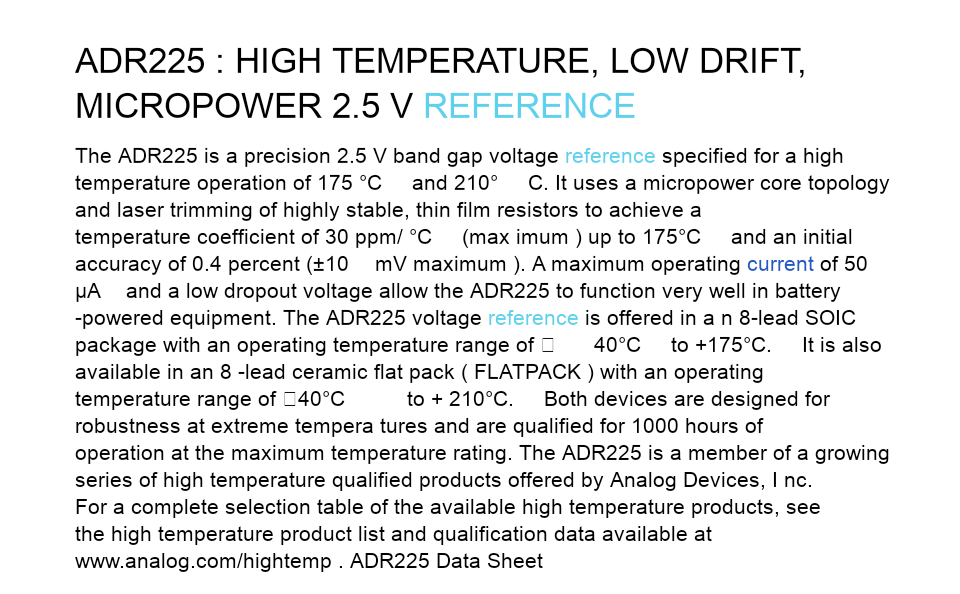 ADR225 : HIGH TEMPERATURE, LOW DRIFT,
MICROPOWER 2.5 V REFERENCE
The ADR225 is a precision 2.5 V band gap voltage reference specified for a high
temperature operation of 175 °C and 210° C. It uses a micropower core topology
and laser trimming of highly stable, thin film resistors to achieve a
temperature coefficient of 30 ppm/ °C (max imum ) up to 175°C and an initial
accuracy of 0.4 percent (±10 mV maximum ). A maximum operating current of 50
µA and a low dropout voltage allow the ADR225 to function very well in battery
-powered equipment. The ADR225 voltage reference is offered in a n 8-lead SOIC
package with an operating temperature range of □ 40°C to +175°C. It is also
available in an 8 -lead ceramic flat pack ( FLATPACK ) with an operating
temperature range of □40°C to + 210°C. Both devices are designed for
robustness at extreme tempera tures and are qualified for 1000 hours of
operation at the maximum temperature rating. The ADR225 is a member of a growing
series of high temperature qualified products offered by Analog Devices, I nc.
For a complete selection table of the available high temperature products, see
the high temperature product list and qualification data available at
www.analog.com/hightemp . ADR225 Data Sheet